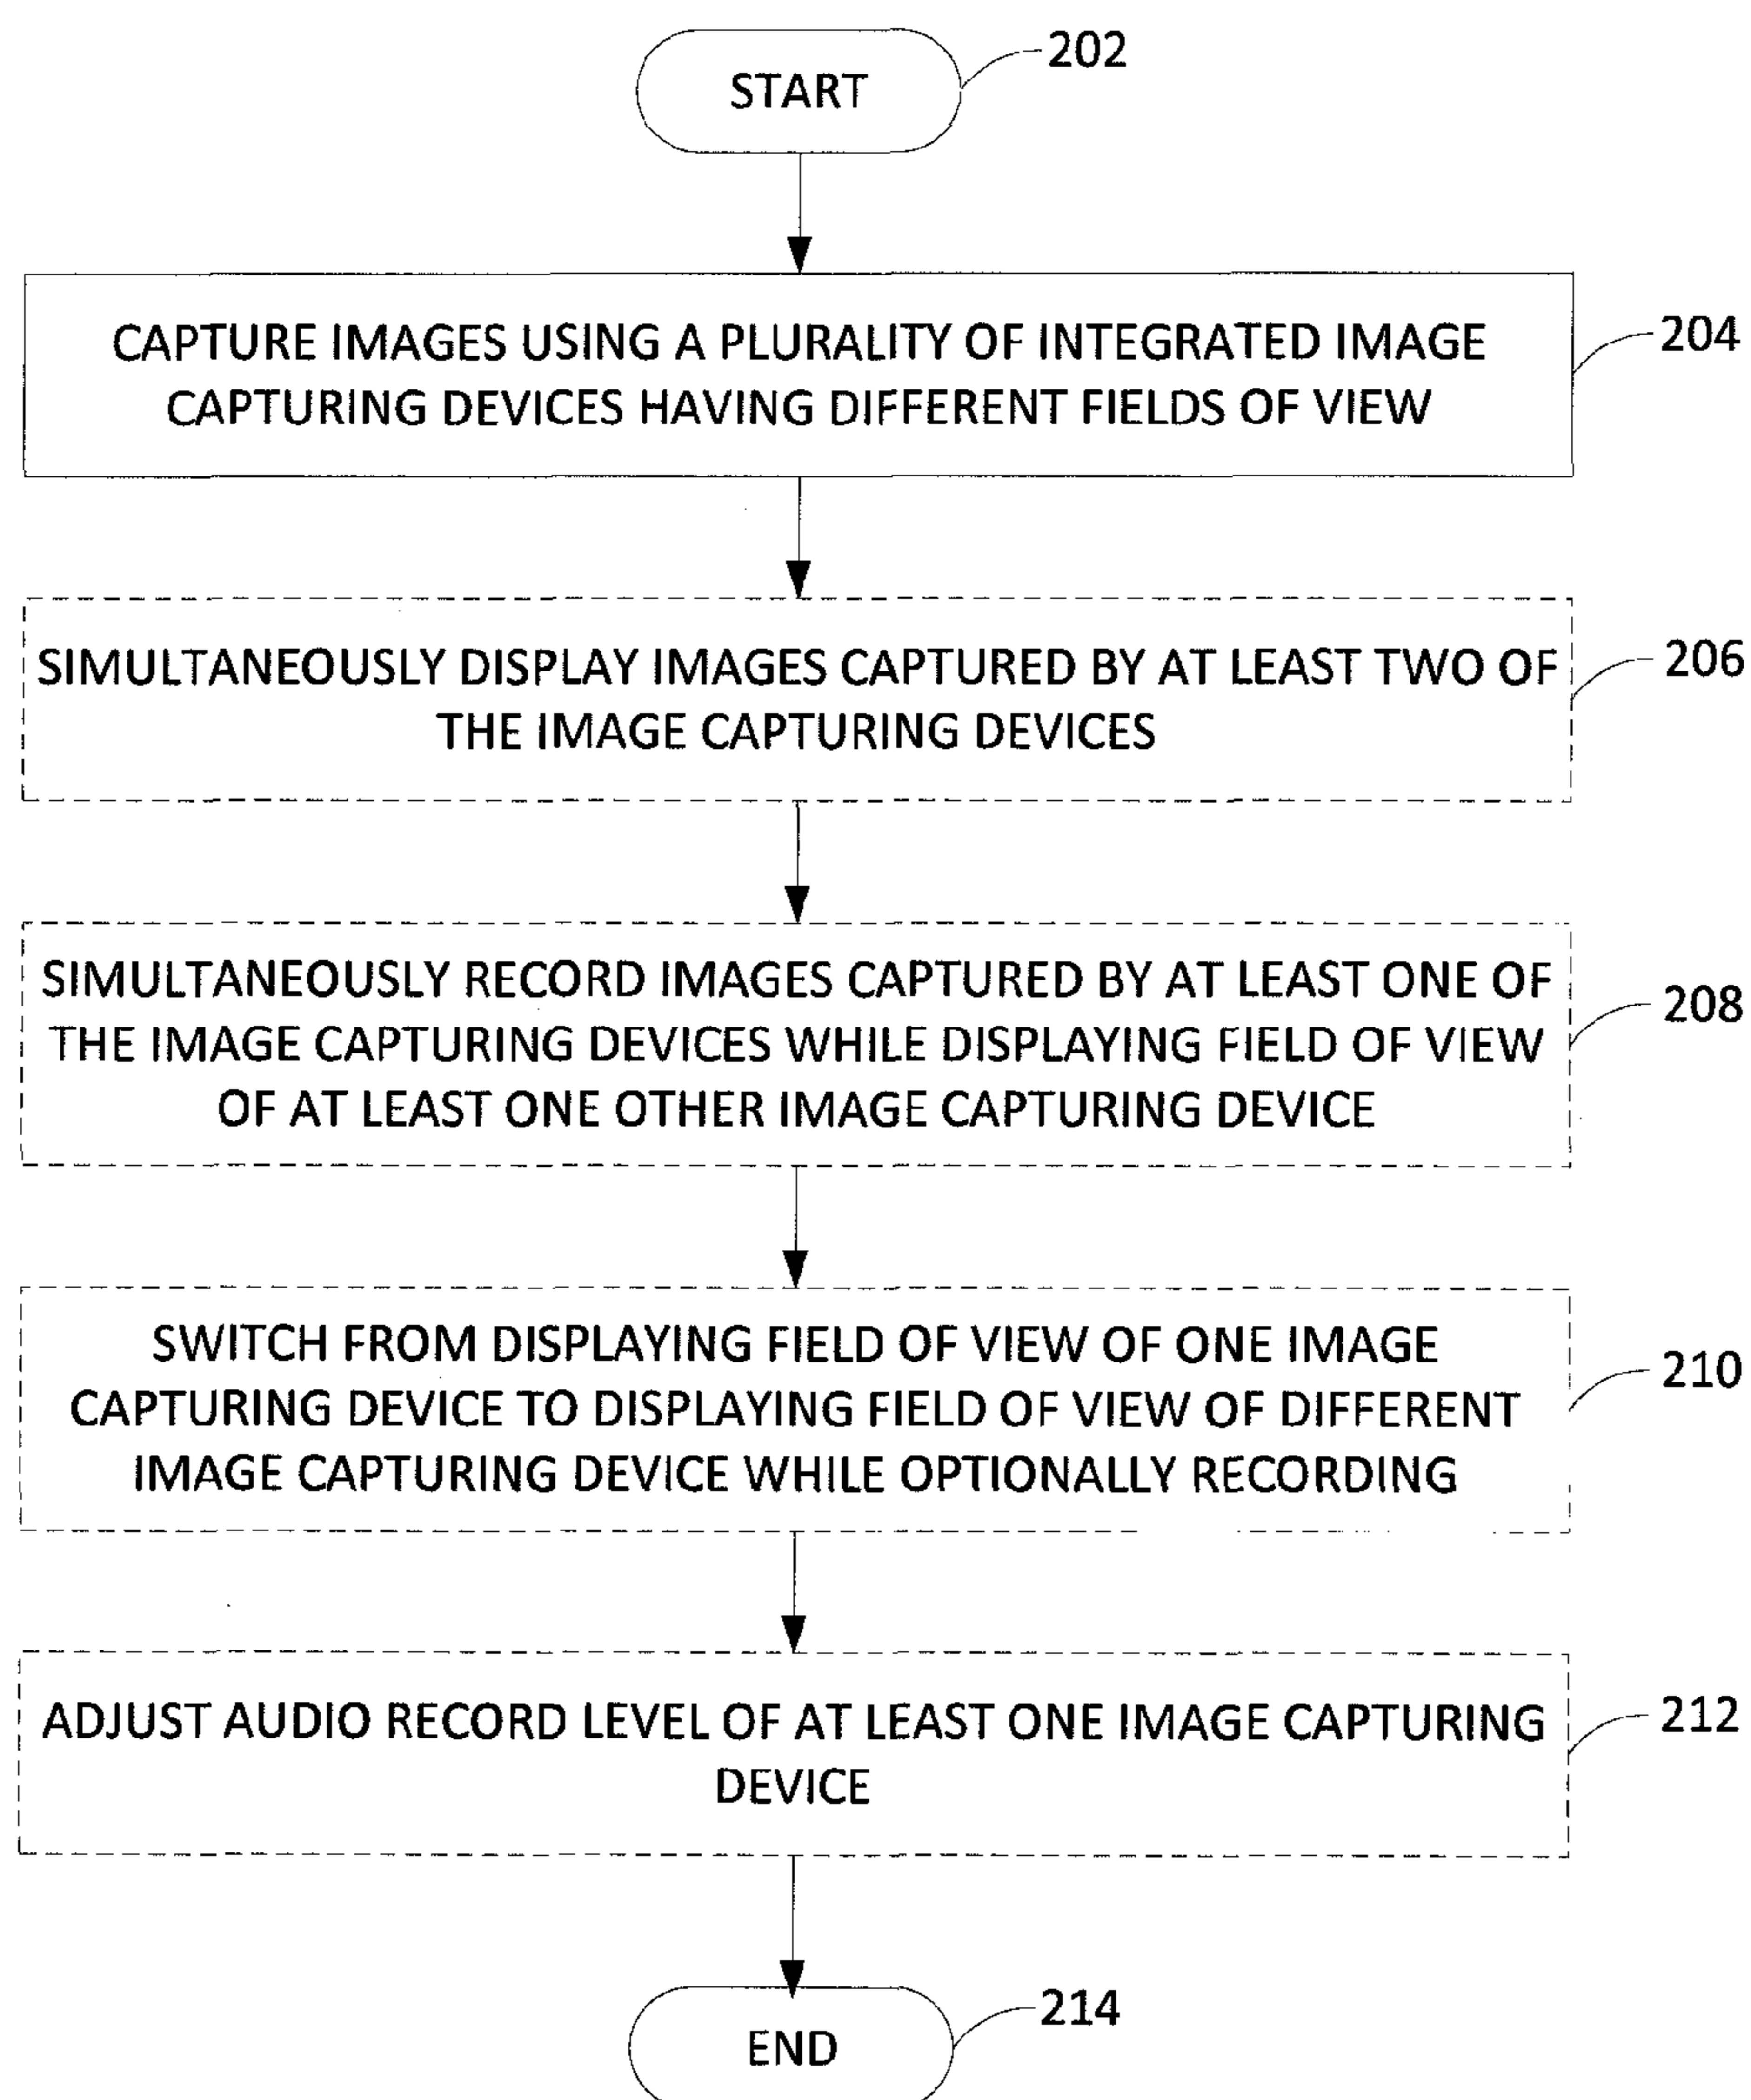 START
202
CAPTURE IMAGES USING A PLURALITY OF INTEGRATED IMAGE
CAPTURING DEVICES HAVING DIFFERENT FIELDS OF VIEW
204
SIMULTANEOUSLY DISPLAY IMAGES CAPTURED BY AT LEAST TWO OF
THE IMAGE CAPTURING DEVICES
206
SIMULTANEOUSLY RECORD IMAGES CAPTURED BY AT LEAST ONE OF
THE IMAGE CAPTURING DEVICES WHILE DISPLAYING FIELD OF VIEW
OF AT LEAST ONE OTHER IMAGE CAPTURING DEVICE
208
SWITCH FROM DISPLAYING FIELD OF VIEW OF ONE IMAGE
CAPTURING DEVICE TO DISPLAYING FIELD OF VIEW OF DIFFERENT
IMAGE CAPTURING DEVICE WHILE OPTIONALLY RECORDING
210
ADJUST AUDIO RECORD LEVEL OF AT LEAST ONE IMAGE CAPTURING
DEVICE
212
END
214